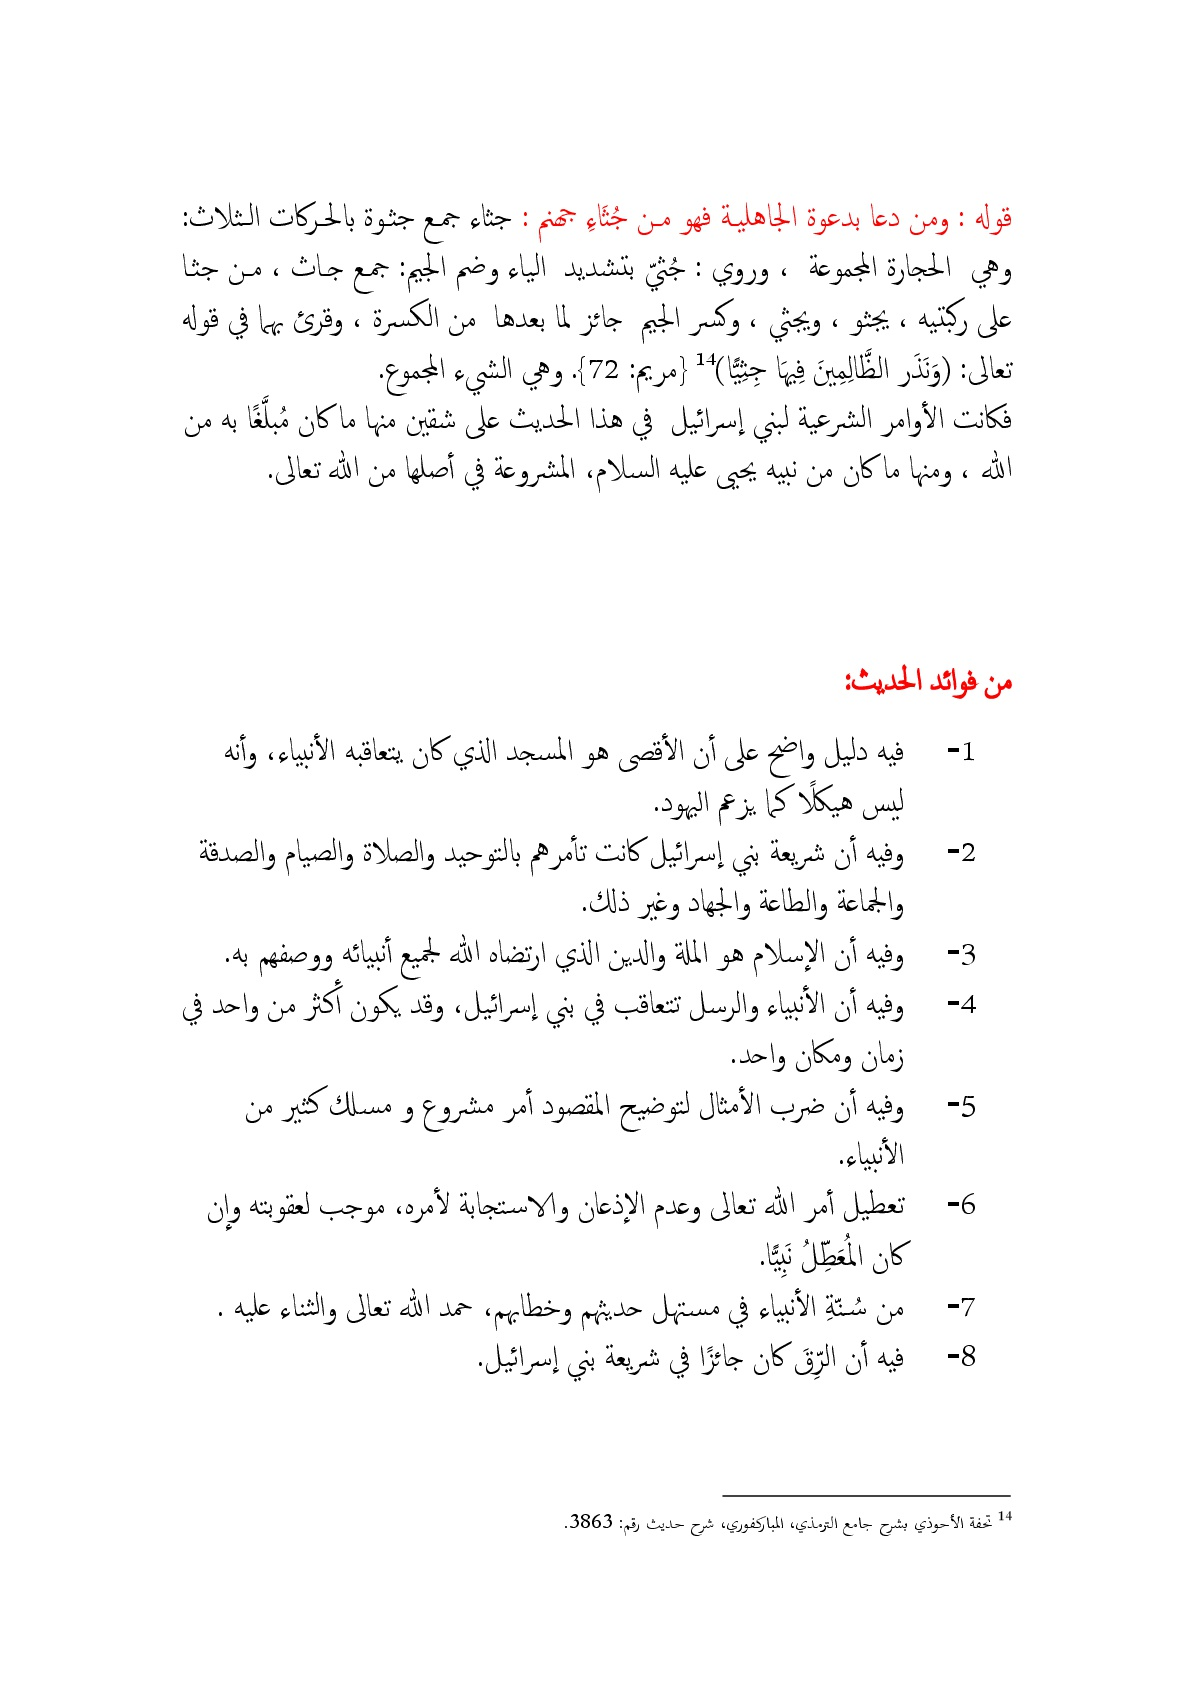 قوله : ومن دعا بدعوة الجاهلية فهو من جُثَاءِ جهنم : جثاء جمع جثوة بالحركات الثلاث:
وهي الحجارة المجموعة ، وروي : جُثيّ بتشديد الياء وضم الجيم: جمع جاث ، من جثا
على ركبتيه ، يجثو ، ويجثي ، وكسر الجيم جائز لما بعدها من الكسرة ، وقرئ بهما في قوله
تعالى: (وَنَذَر الظَّالِمِينَ فِيهَا جِثِيًّا)14 {مريم: 72}. وهي الشيء المجموع.
فكانت الأوامر الشرعية لبني إسرائيل في هذا الحديث على شقين منها ماكان مُبلَّغًا به من
الله ، ومنها ماكان من نبيه يحيى عليه السلام، المشروعة في أصلها من الله تعالى.
من فوائد الحديث:
1- فيه دليل واضح على أن الأقصى هو المسجد الذي كان يتعاقبه الأنبياء، وأنه
ليس هيكلًا كما يزعم اليهود.
2- وفيه أن شريعة بني إسرائيل كانت تأمرهم بالتوحيد والصلاة والصيام والصدقة
والجماعة والطاعة والجهاد وغير ذلك.
3- وفيه أن الإسلام هو الملة والدين الذي ارتضاه الله لجميع أنبيائه ووصفهم به.
4- وفيه أن الأنبياء والرسل تتعاقب في بني إسرائيل، وقد يكون أكثر من واحد في
زمان ومكان واحد.
5- وفيه أن ضرب الأمثال لتوضيح المقصود أمر مشروع و مسلك كثير من
الأنبياء.
6- تعطيل أمر الله تعالى وعدم الإذعان والاستجابة لأمره، موجب لعقوبته وإن
كان الُمُعَطِّلُ نَبِيًّا.
7- من سُنّةِ الأنبياء في مستهل حديثهم وخطابهم، حمد الله تعالى والثناء عليه .
8- فيه أن الرِّقَ كان جائزًا في شريعة بني إسرائيل.
14 تحفة الأحوذي بشرح جامع الترمذي، المباركفوري، شرح حديث رقم: 3863.